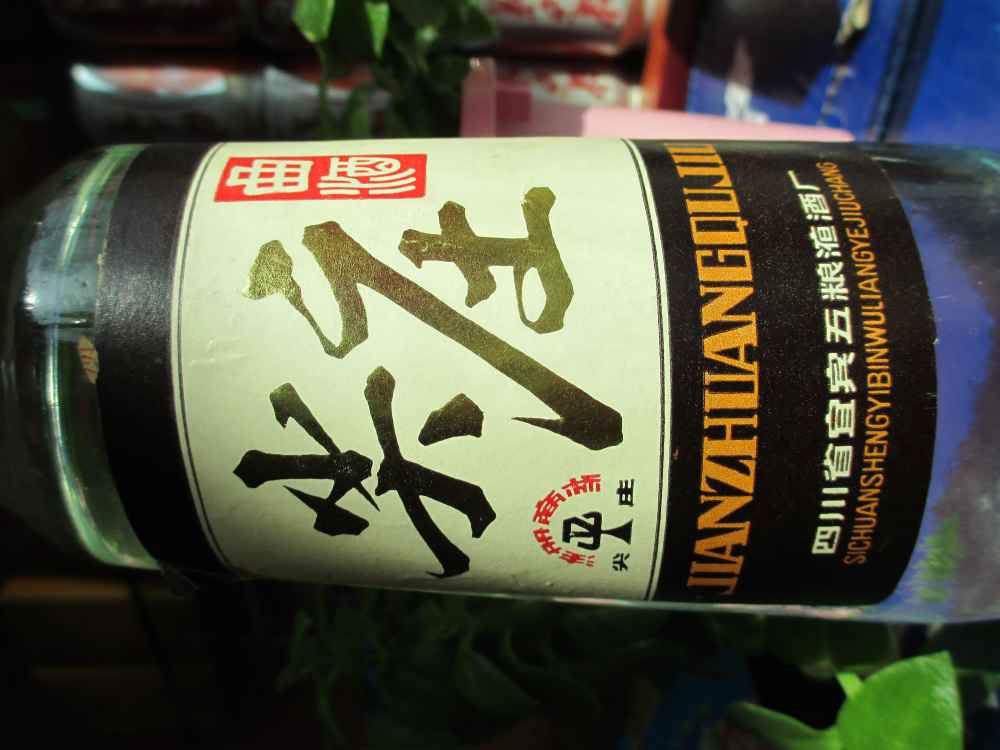 尖庄
曲酒
注册商标
尖庄
JIANZHUANGQUJIU
四川省宜宾五粮液酒厂
SICHUANSHENGYIBINWULIANGYEJIUCHANG